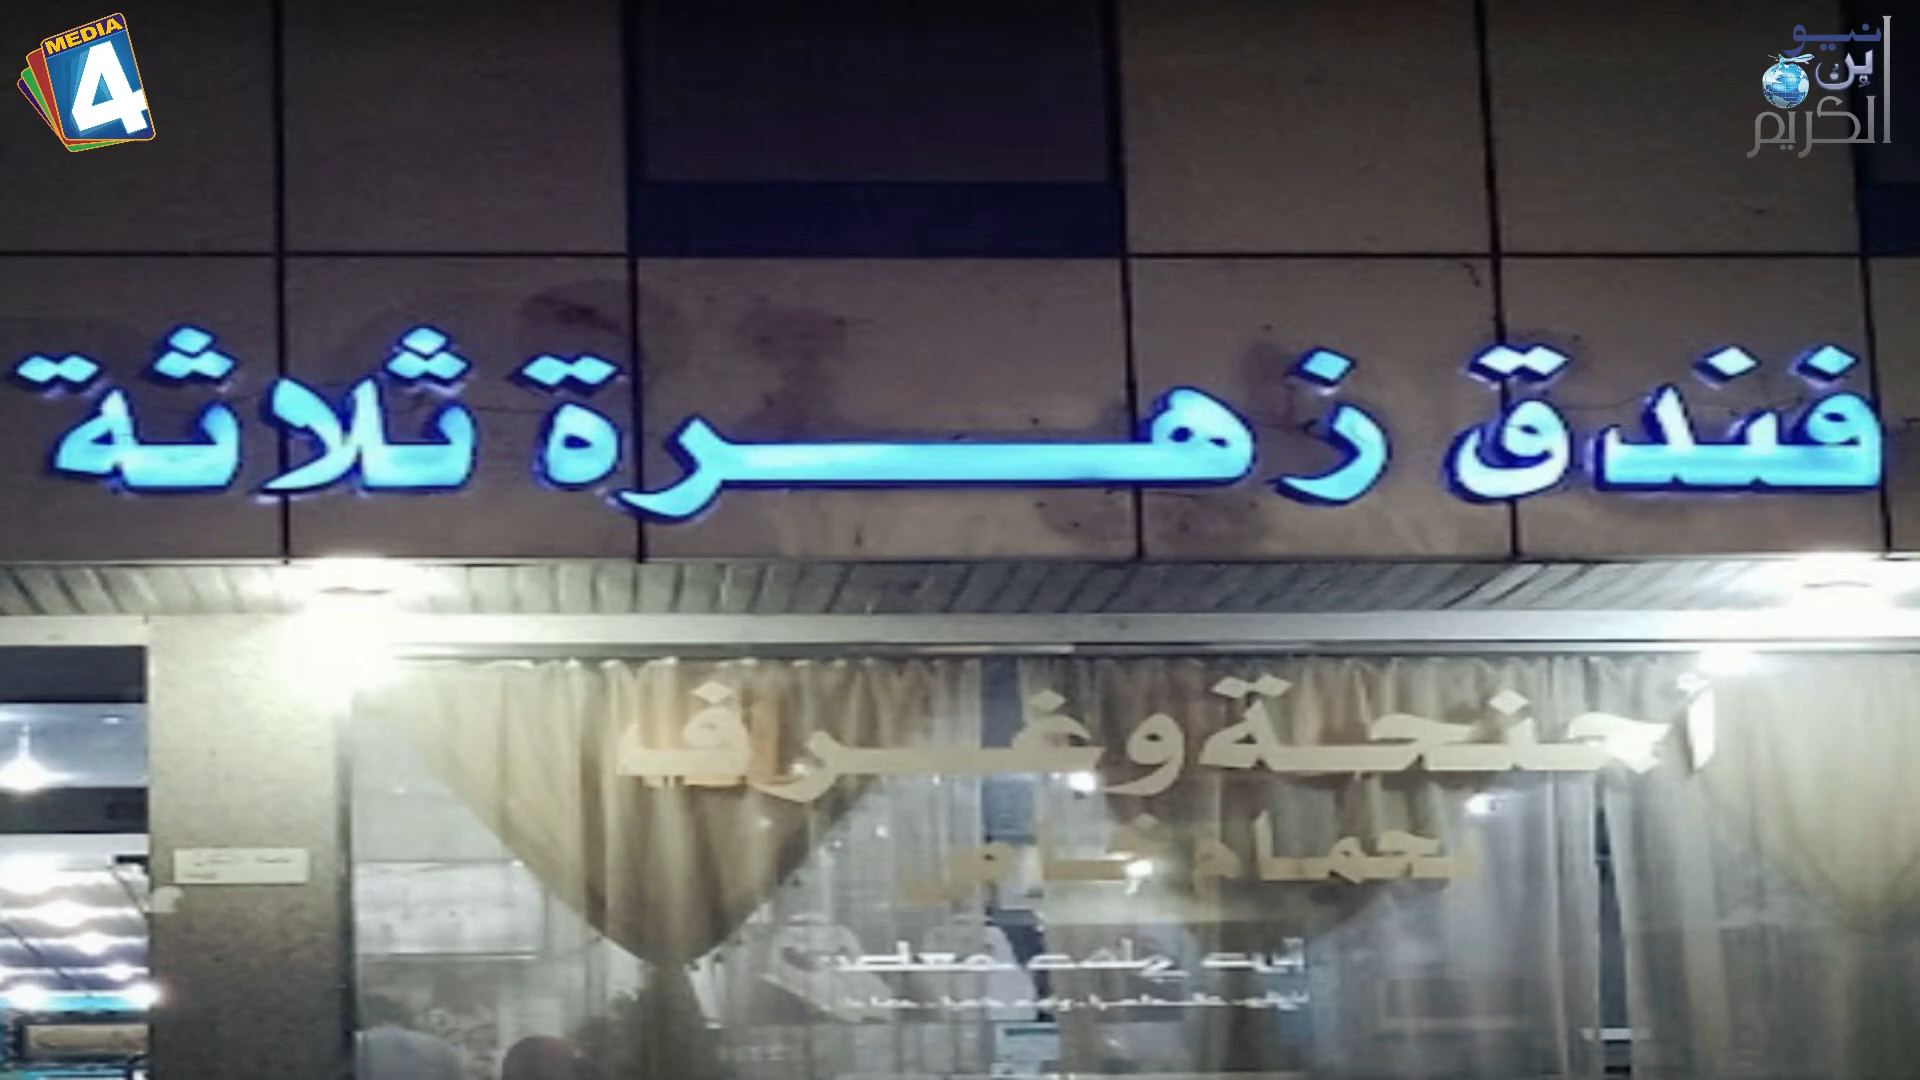 MEDIA
4
نيو
إن
الكريم
فندق زهرة ثلاثة
أجنحة وغرف
بحمام خاص